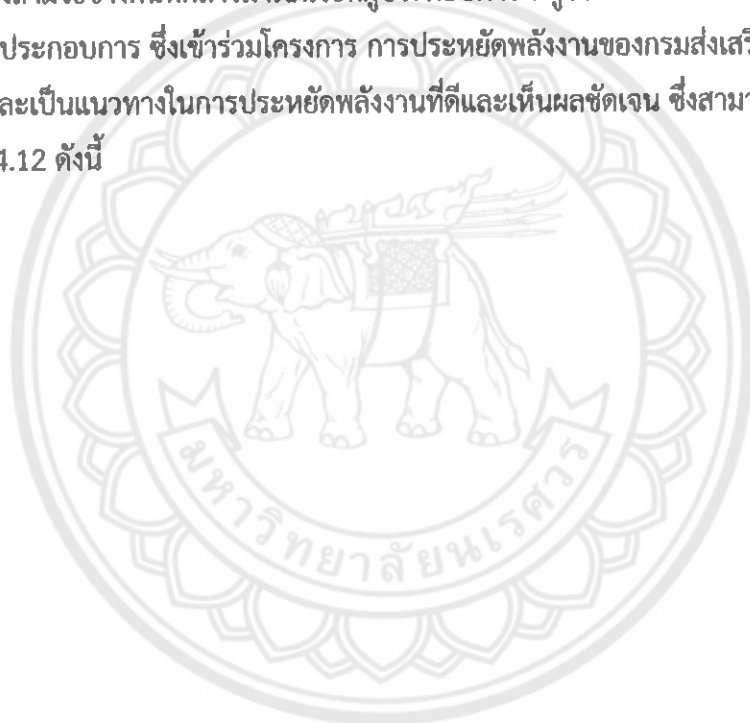 ประกอบการ ซึ่งเข้าร่วมโครงการ การประหยัดพลังงานของกรมส่งเสริ
ละเป็นแนวทางในการประหยัดพลังงานที่ดีและเห็นผลชัดเจน ซึ่งสามา
4.12 ดังนี้
มหาวิทยาลัยนเรศวร